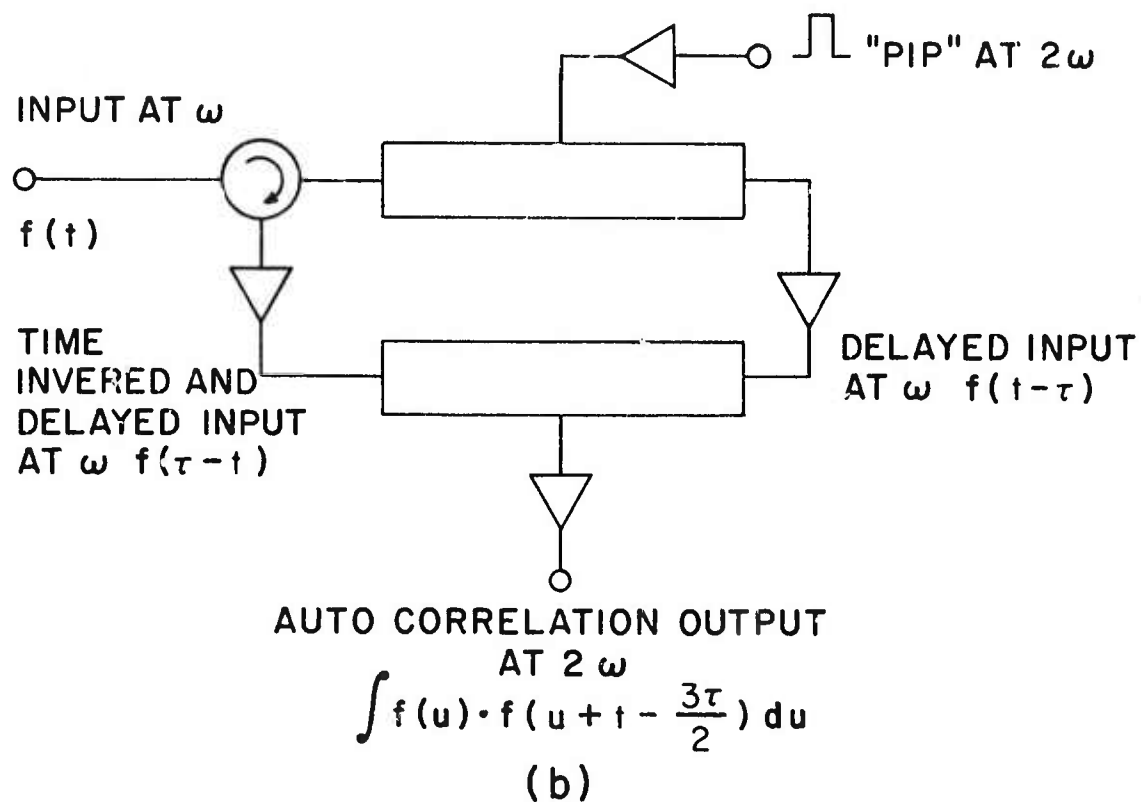 "PIP" AT 2ω
INPUT AT ω
f(t)
TIME
INVERED AND
DELAYED INPUT
AT ω f(τ-t)
DELAYED INPUT
AT ω f(t-τ)
AUTO CORRELATION OUTPUT
AT 2ω
∫f(u)·f(u+t-3τ/2)du
(b)